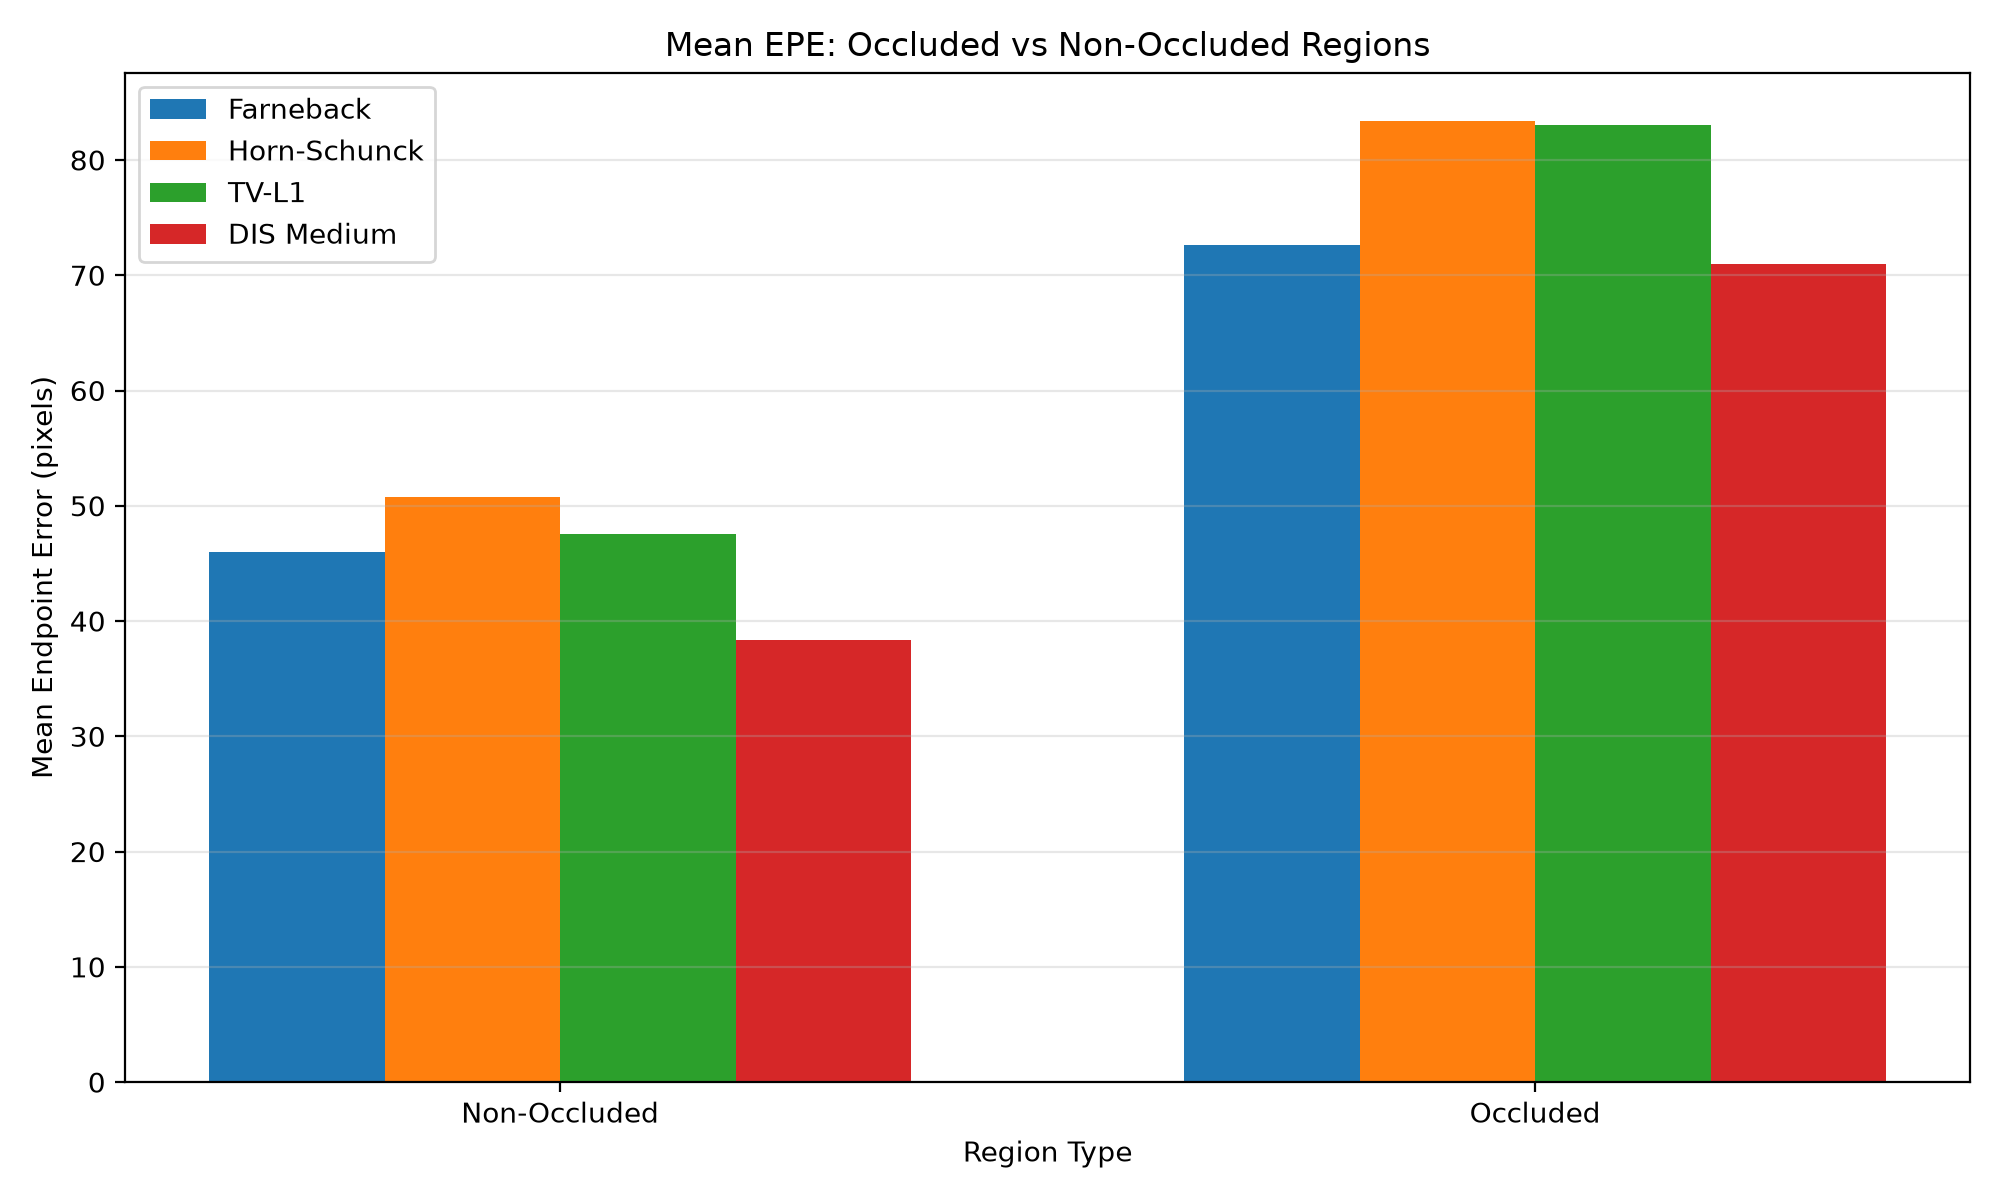 Mean EPE: Occluded vs Non-Occluded Regions
Farneback
Horn-Schunck
TV-L1
DIS Medium
Mean Endpoint Error (pixels)
80
70
60
50
40
30
20
10
0
Non-Occluded
Occluded
Region Type